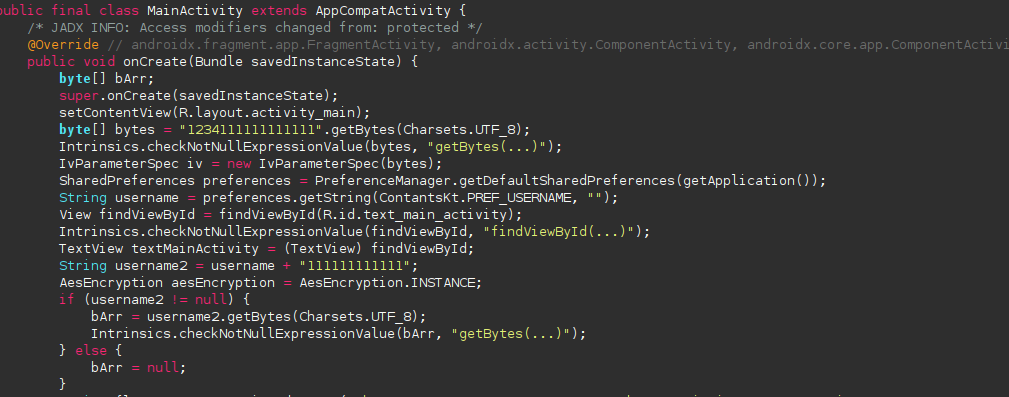 public final class MainActivity extends AppCompatActivity {
/* JADX INFO: Access modifiers changed from: protected */
@Override // androidx.fragment.app.FragmentActivity, androidx.activity.ComponentActivity, androidx.core.app.ComponentActivi
public void onCreate(Bundle savedInstanceState) {
byte[] bArr;
super.onCreate(savedInstanceState);
setContentView(R.layout.activity_main);
byte[] bytes = "1234111111111111".getBytes(Charsets.UTF_8);
Intrinsics.checkNotNullExpressionValue(bytes, "getBytes(...)");
IvParameterSpec iv = new IvParameterSpec(bytes);
SharedPreferences preferences = PreferenceManager.getDefaultSharedPreferences(getApplication());
String username = preferences.getString(ContantsKt.PREF_USERNAME, "");
View findViewById = findViewById(R.id.text_main_activity);
Intrinsics.checkNotNullExpressionValue(findViewById, "findViewById(...)");
TextView textMainActivity = (TextView) findViewById;
String username2 = username + "111111111111";
AesEncryption aesEncryption = AesEncryption.INSTANCE;
if (username2 != null) {
bArr = username2.getBytes(Charsets.UTF_8);
Intrinsics.checkNotNullExpressionValue(bArr, "getBytes(...)");
} else {
bArr = null;
}